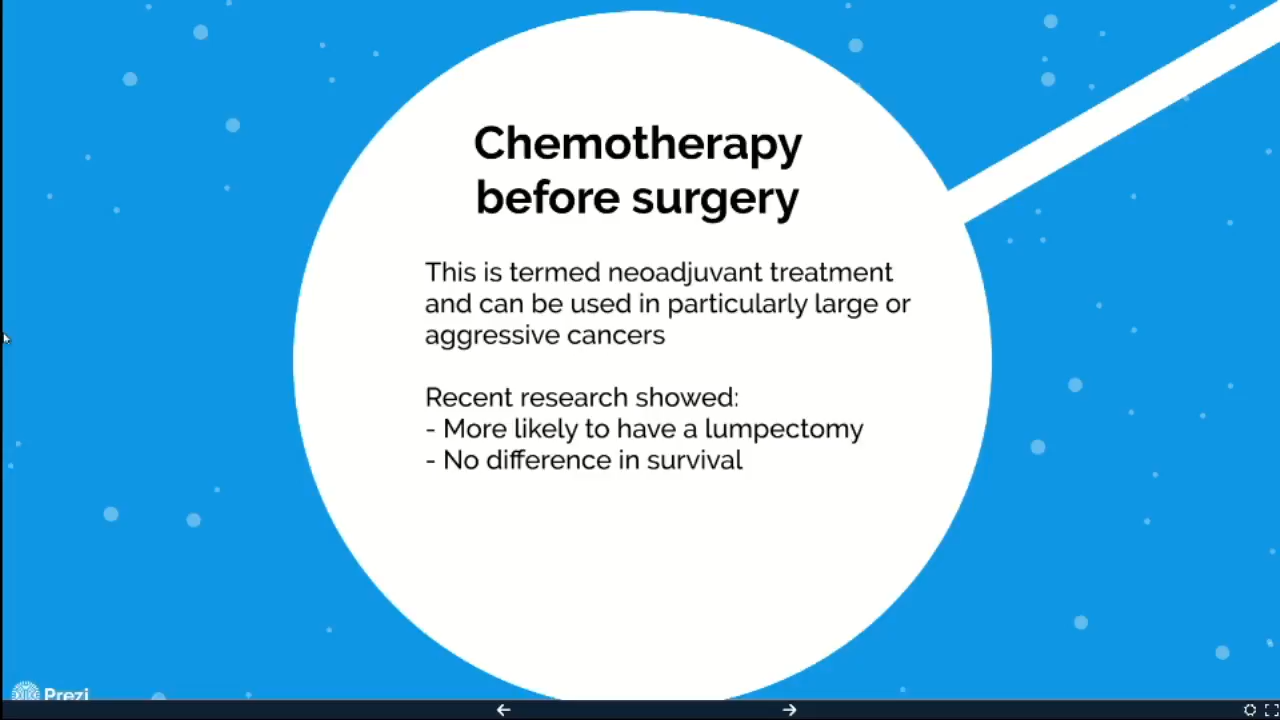 Chemotherapy
before surgery
This is termed neoadjuvant treatment
and can be used in particularly large or
aggressive cancers
Recent research showed:
- More likely to have a lumpectomy
- No difference in survival
Prezi